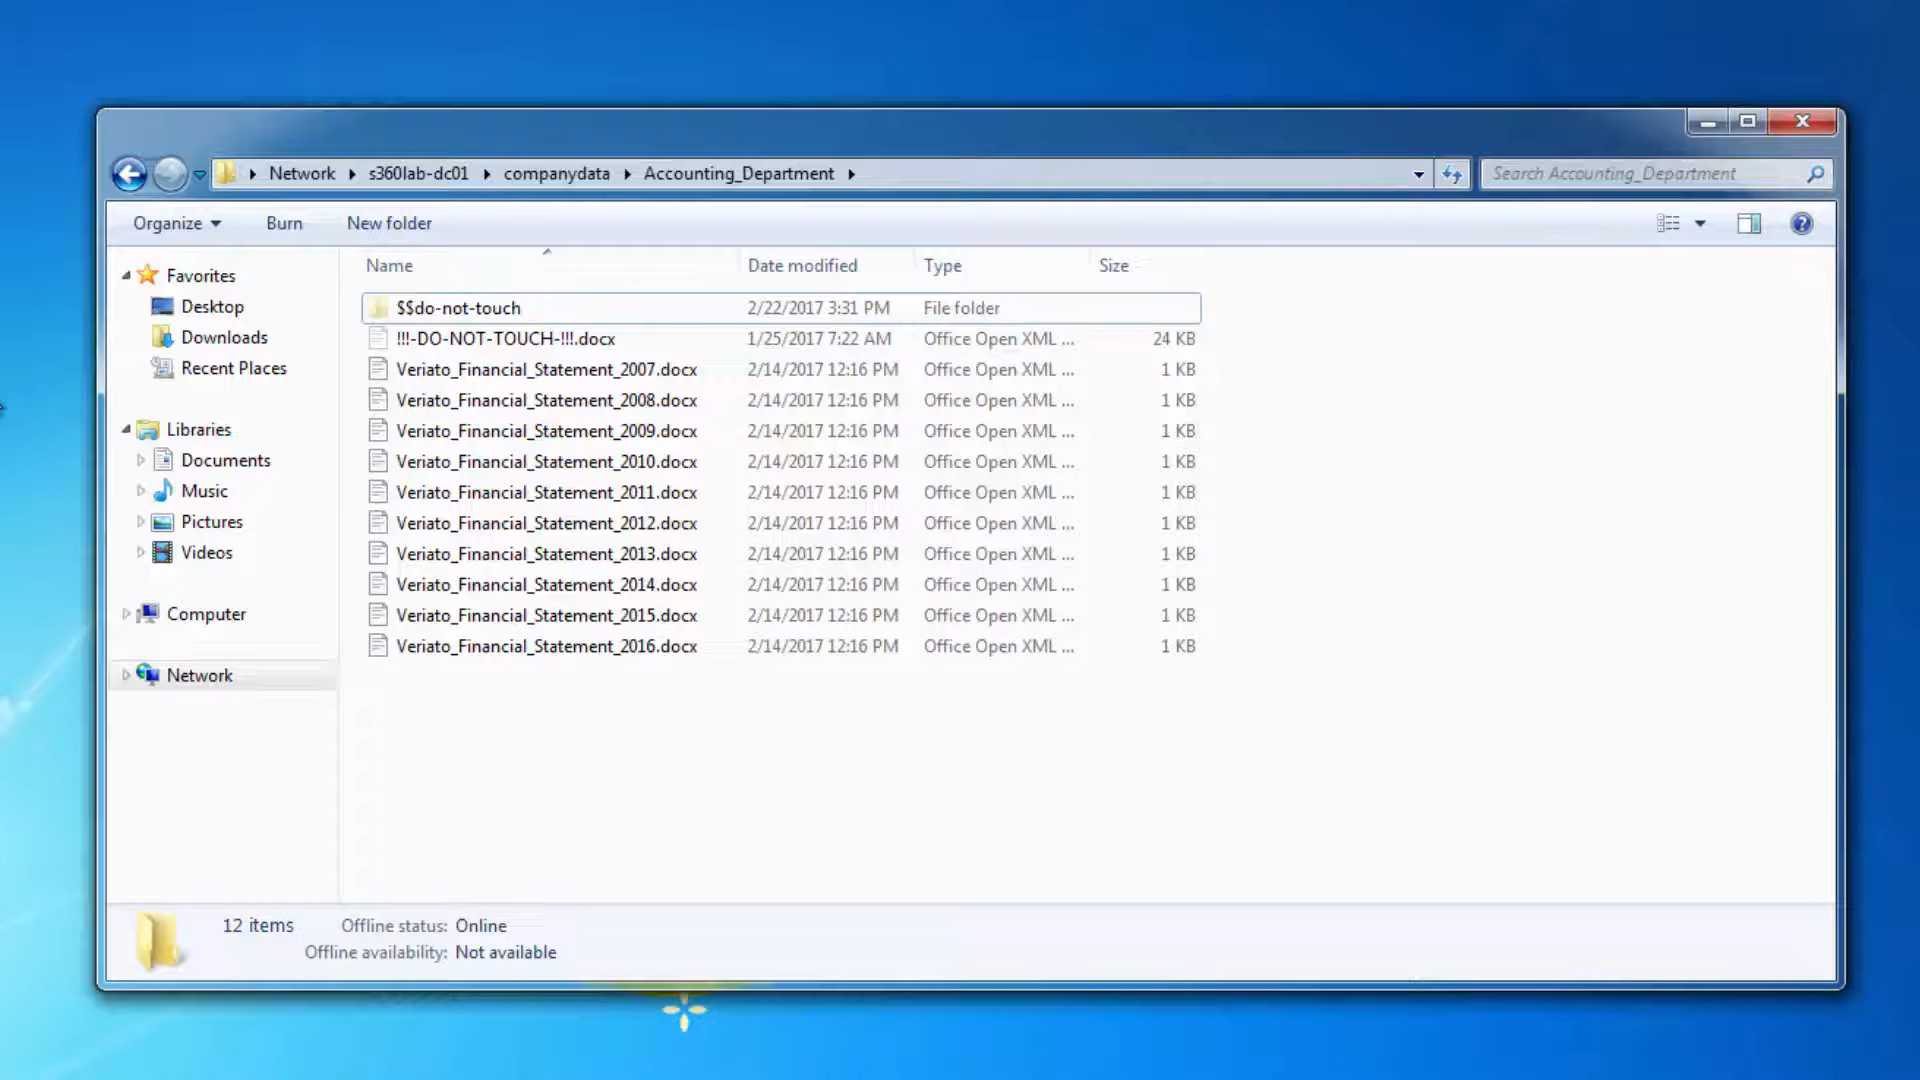 Network s360lab-dc01 companydata Accounting_Department
Search Accounting_Department
Organize Burn New folder
Name Date modified Type Size
Favorites
Desktop
Downloads
Recent Places
Libraries
Documents
Music
Pictures
Videos
Computer
Network
$$do-not-touch 2/22/2017 3:31 PM File folder
!!!-DO-NOT-TOUCH-!!!.docx 1/25/2017 7:22 AM Office Open XML ... 24 KB
Veriato_Financial_Statement_2007.docx 2/14/2017 12:16 PM Office Open XML ... 1 KB
Veriato_Financial_Statement_2008.docx 2/14/2017 12:16 PM Office Open XML ... 1 KB
Veriato_Financial_Statement_2009.docx 2/14/2017 12:16 PM Office Open XML ... 1 KB
Veriato_Financial_Statement_2010.docx 2/14/2017 12:16 PM Office Open XML ... 1 KB
Veriato_Financial_Statement_2011.docx 2/14/2017 12:16 PM Office Open XML ... 1 KB
Veriato_Financial_Statement_2012.docx 2/14/2017 12:16 PM Office Open XML ... 1 KB
Veriato_Financial_Statement_2013.docx 2/14/2017 12:16 PM Office Open XML ... 1 KB
Veriato_Financial_Statement_2014.docx 2/14/2017 12:16 PM Office Open XML ... 1 KB
Veriato_Financial_Statement_2015.docx 2/14/2017 12:16 PM Office Open XML ... 1 KB
Veriato_Financial_Statement_2016.docx 2/14/2017 12:16 PM Office Open XML ... 1 KB
12 items Offline status: Online
Offline availability: Not available